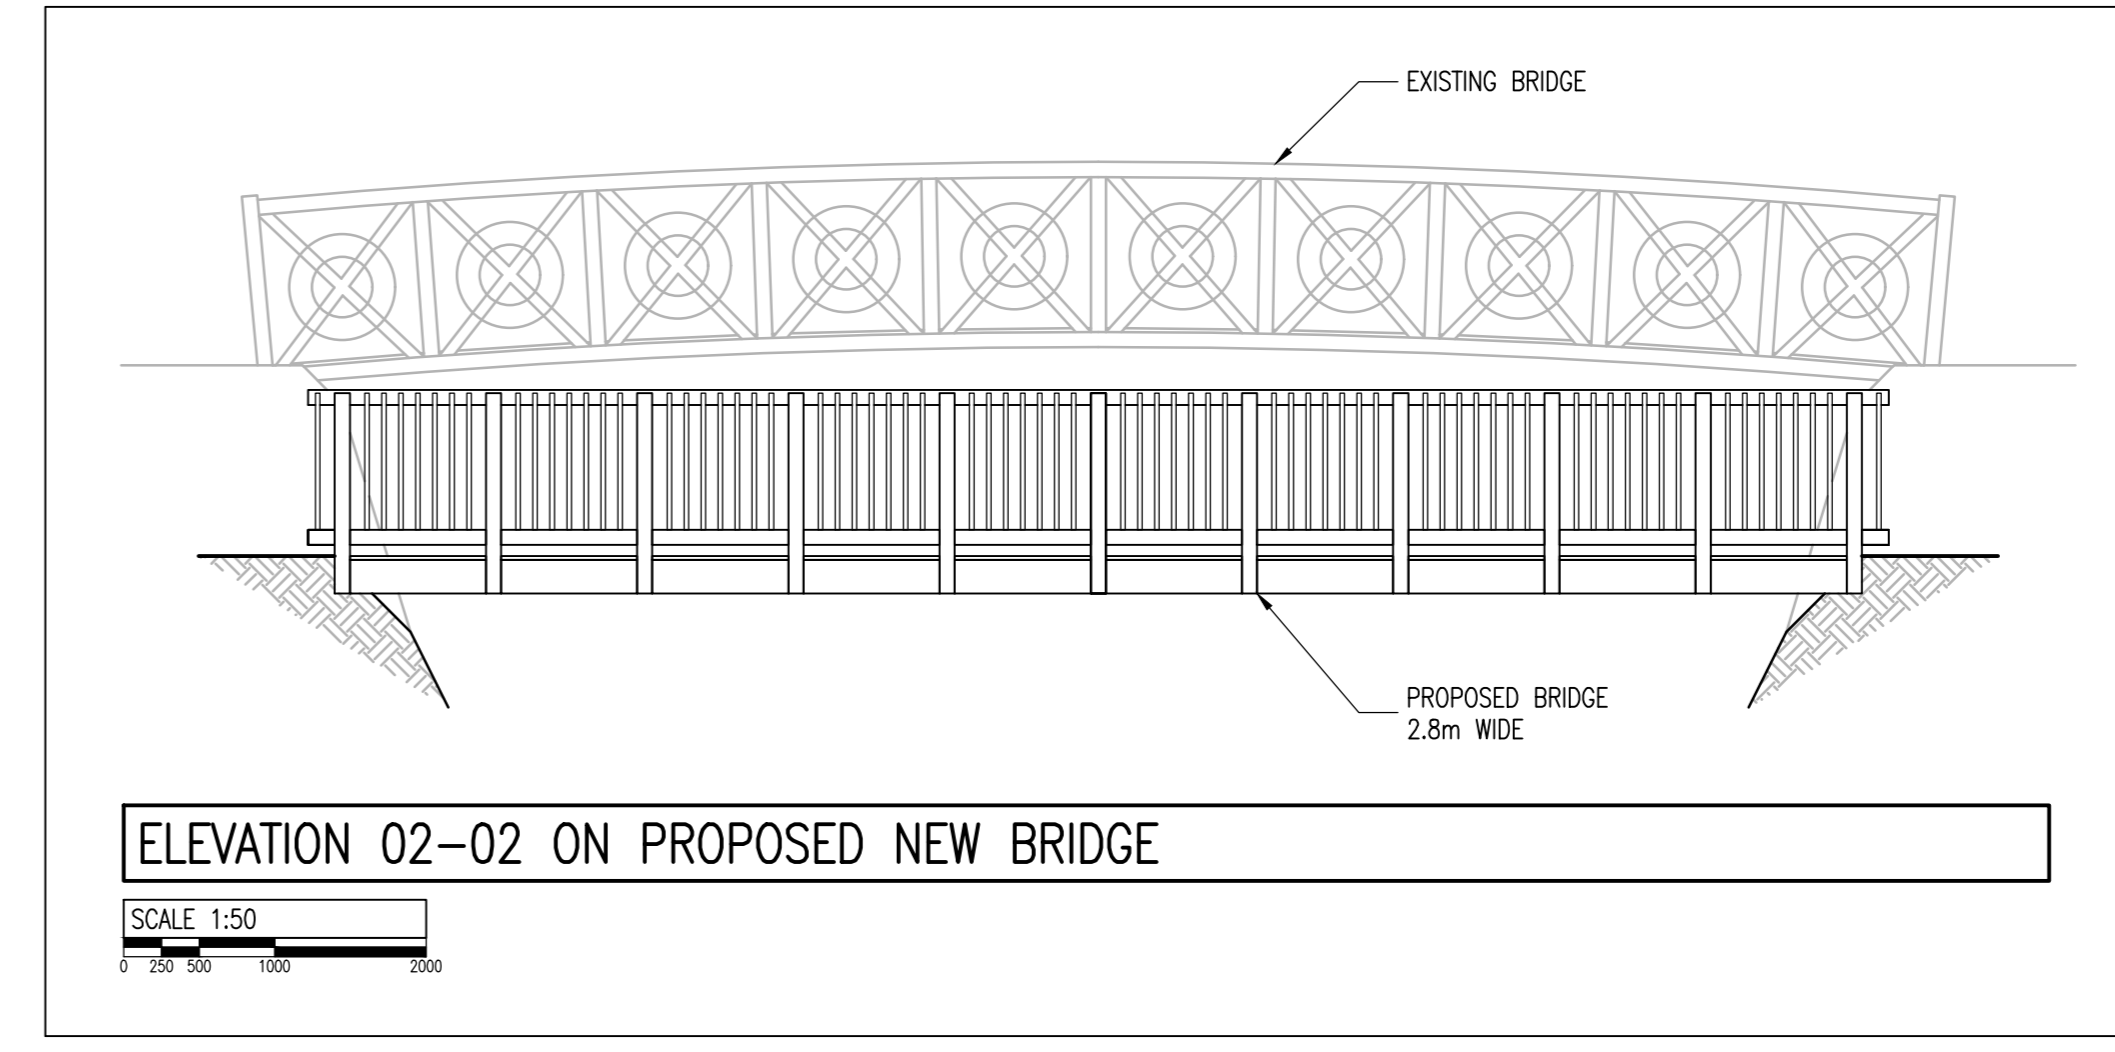 EXISTING BRIDGE
PROPOSED BRIDGE
2.8m WIDE
ELEVATION 02-02 ON PROPOSED NEW BRIDGE
SCALE 1:50
0 250 500 1000 2000